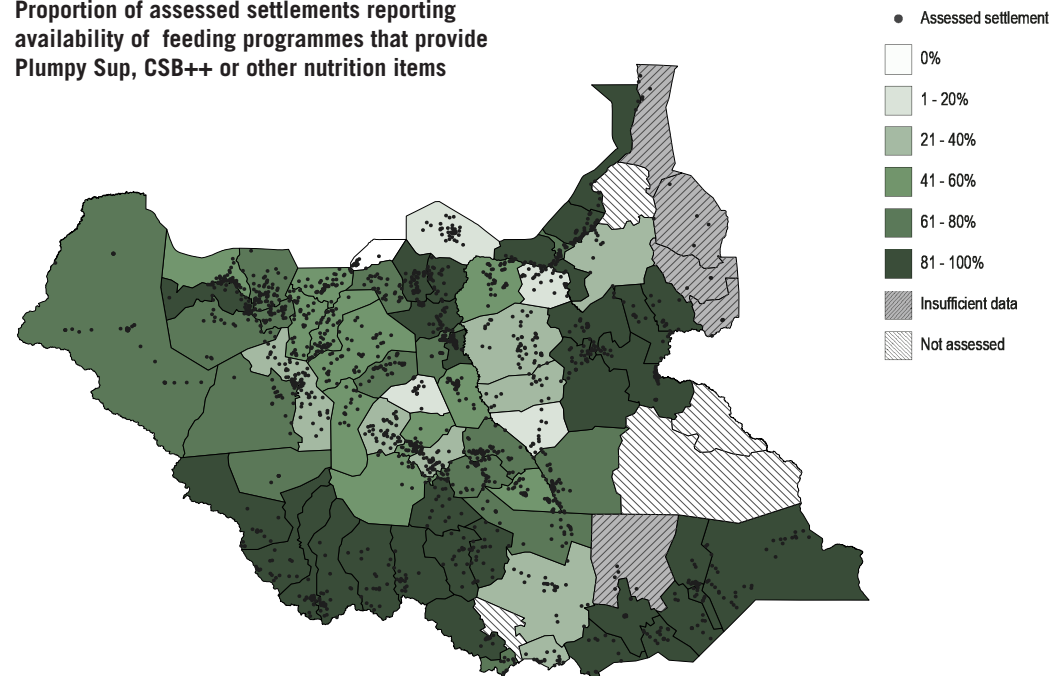 Proportion of assessed settlements reporting
availability of feeding programmes that provide
Plumpy Sup, CSB++ or other nutrition items
Assessed settlement
0%
1 - 20%
21 - 40%
41 - 60%
61 - 80%
81 - 100%
Insufficient data
Not assessed